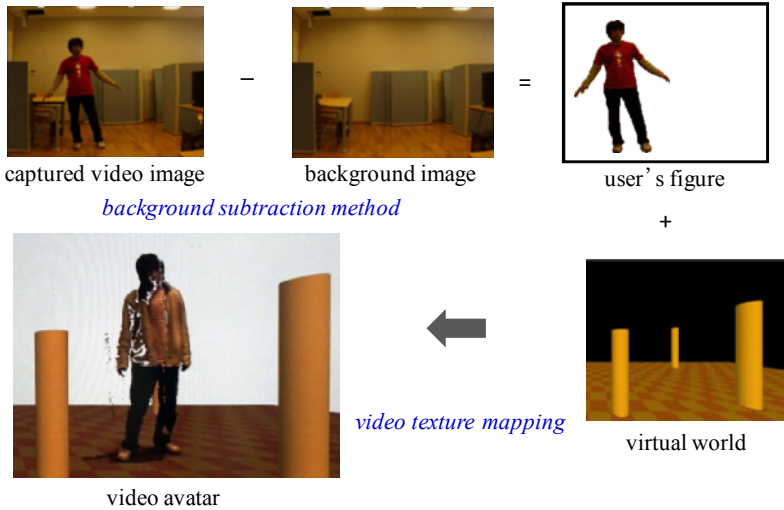 −
=
captured video image
background image
user's figure
background subtraction method
+
video texture mapping
virtual world
video avatar